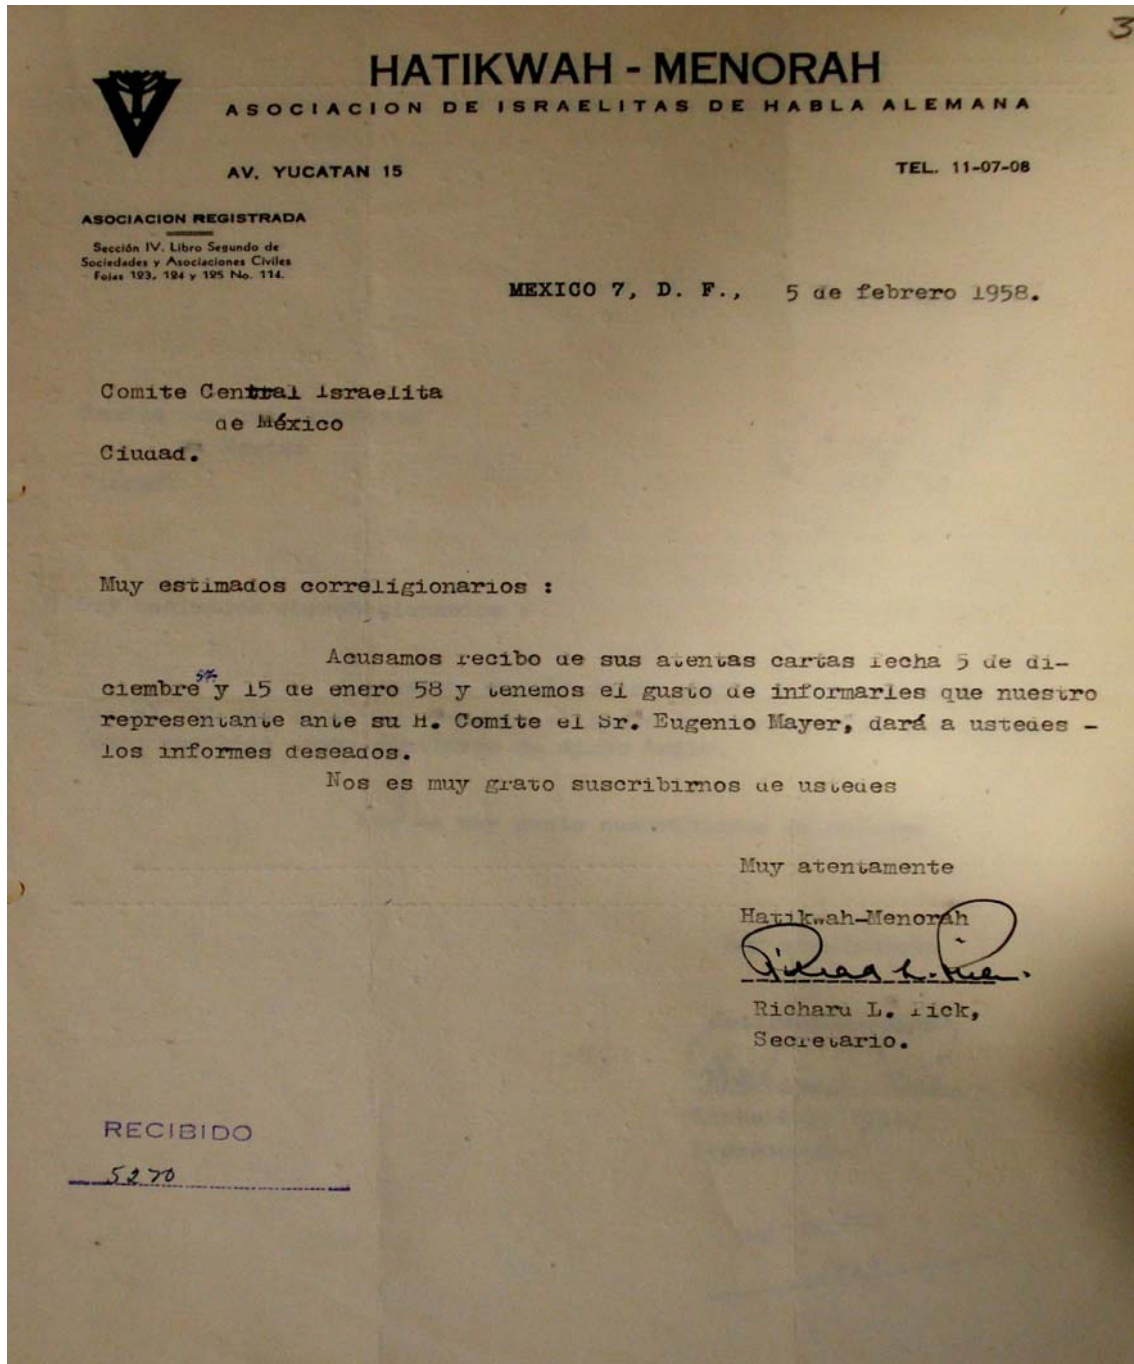 3
HATIKWAH - MENORAH
ASOCIACION DE ISRAELITAS DE HABLA ALEMANA
AV. YUCATAN 15
TEL. 11-07-08
ASOCIACION REGISTRADA
Sección IV. Libro Segundo de
Sociedades y Asociaciones Civiles
Fojas 123, 124 y 125 No. 114.
MEXICO 7, D. F., 5 de febrero 1958.
Comite Central Israelita
de México
Ciudad.
Muy estimados correligionarios :
Acusamos recibo de sus atentas cartas fecha 5 de di-
ciembre 57. y 15 de enero 58 y tenemos el gusto de informarles que nuestro
representante ante su H. Comite el Sr. Eugenio Mayer, dará a ustedes -
los informes deseados.
Nos es muy grato suscribirnos de ustedes
Muy atentamente
Hatikwah-Menorah
Richard L.
Secretario.
RECIBIDO
5270